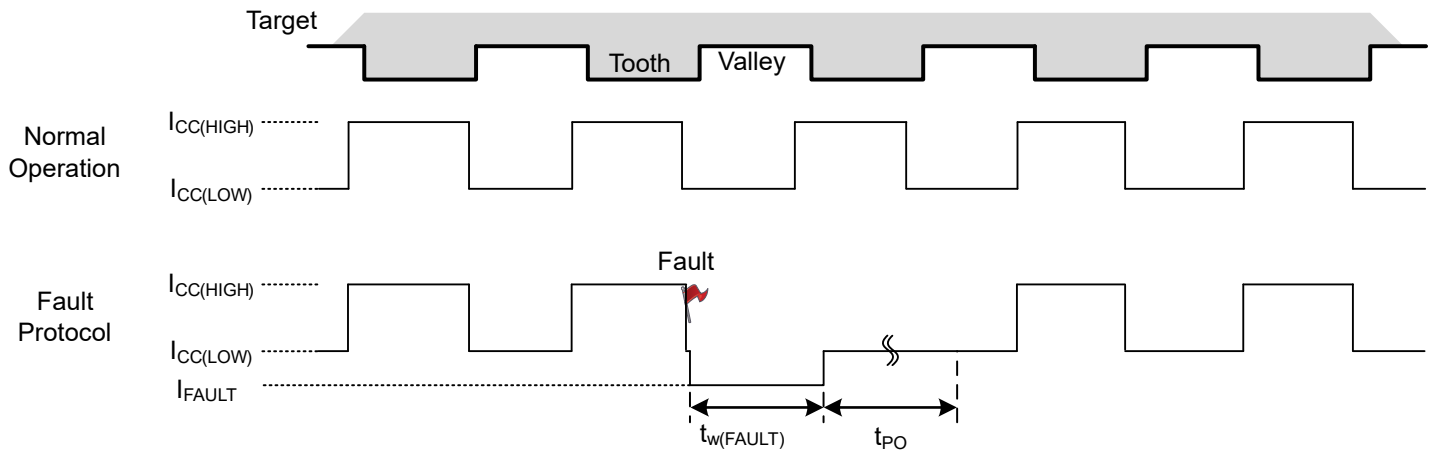 Target
Tooth
Valley
Normal
Operation
I_CC(HIGH)
I_CC(LOW)
Fault
Protocol
Fault
I_CC(HIGH)
I_CC(LOW)
I_FAULT
t_w(FAULT)
t_PO